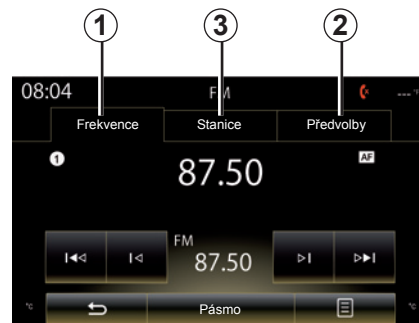 1 3 2
08:04 FM --- °
Frekvence Stanice Předvolby
1 AF
87.50
FM
87.50
°C Pásmo °C